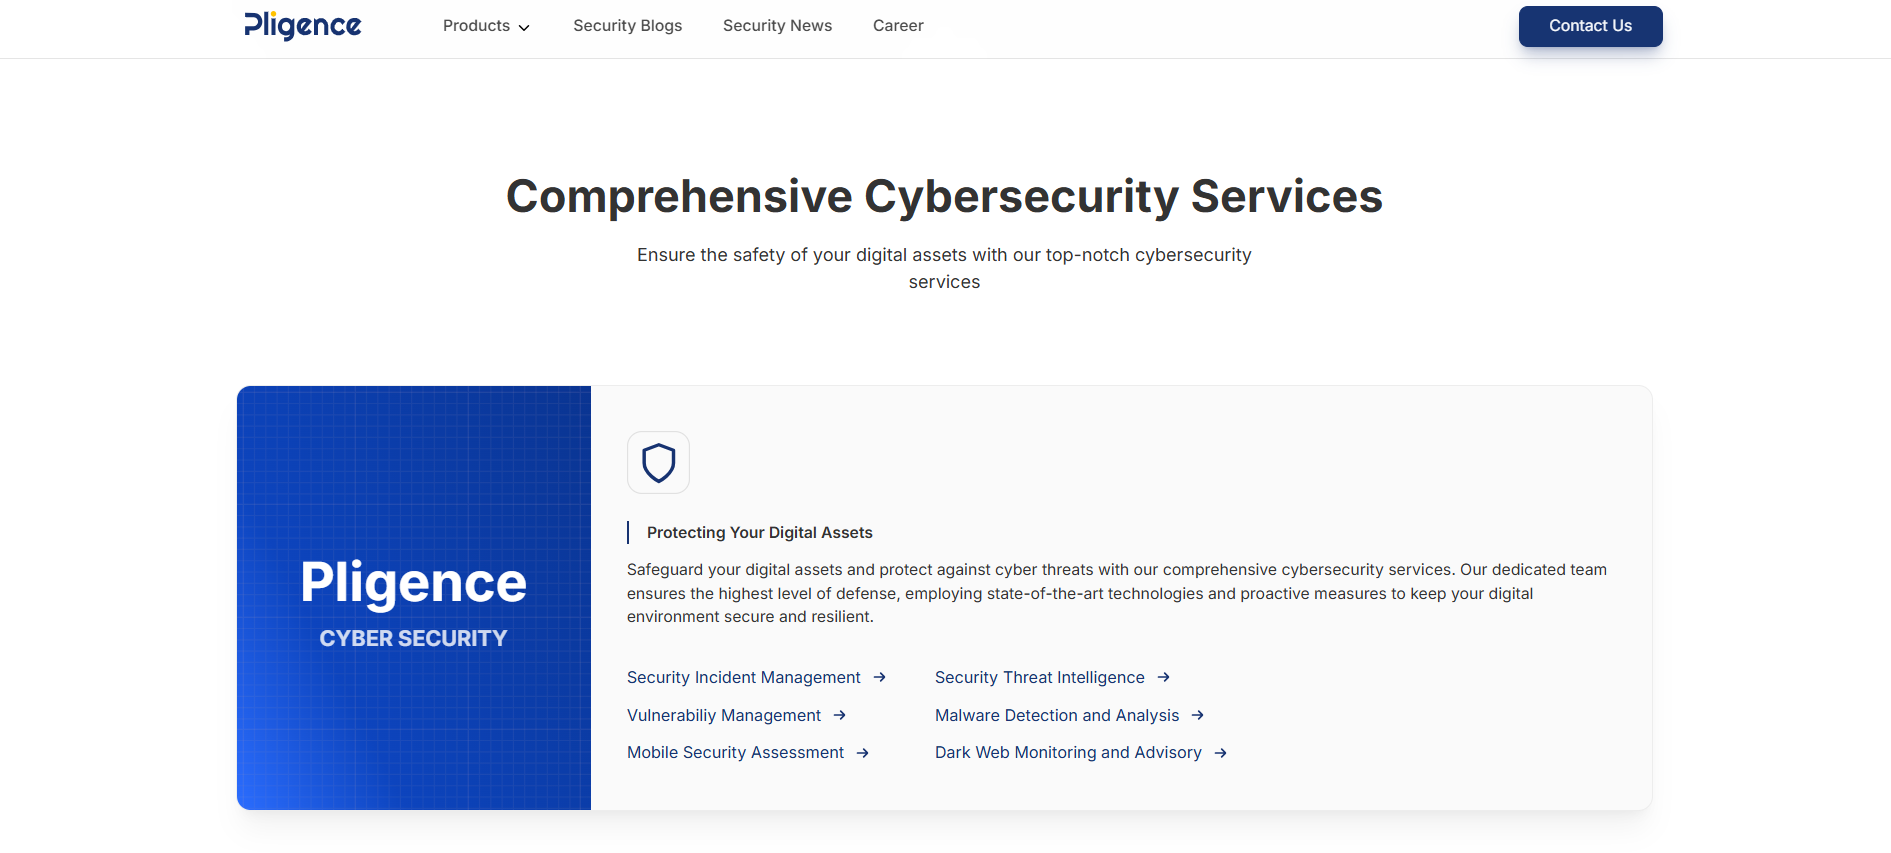 Pligence
Products
Security Blogs
Security News
Career
Contact Us
Comprehensive Cybersecurity Services
Ensure the safety of your digital assets with our top-notch cybersecurity
services
Pligence
CYBER SECURITY
Protecting Your Digital Assets
Safeguard your digital assets and protect against cyber threats with our comprehensive cybersecurity services. Our dedicated team
ensures the highest level of defense, employing state-of-the-art technologies and proactive measures to keep your digital
environment secure and resilient.
Security Incident Management →
Security Threat Intelligence →
Vulnerabiliy Management →
Malware Detection and Analysis →
Mobile Security Assessment →
Dark Web Monitoring and Advisory →